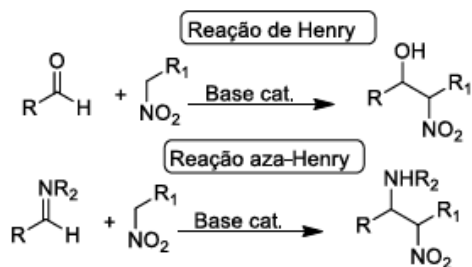 Reação de Henry
O
R
H
+
R₁
NO₂
Base cat.
OH
R
R₁
NO₂
Reação aza-Henry
NR₂
R
H
+
R₁
NO₂
Base cat.
NHR₂
R
R₁
NO₂